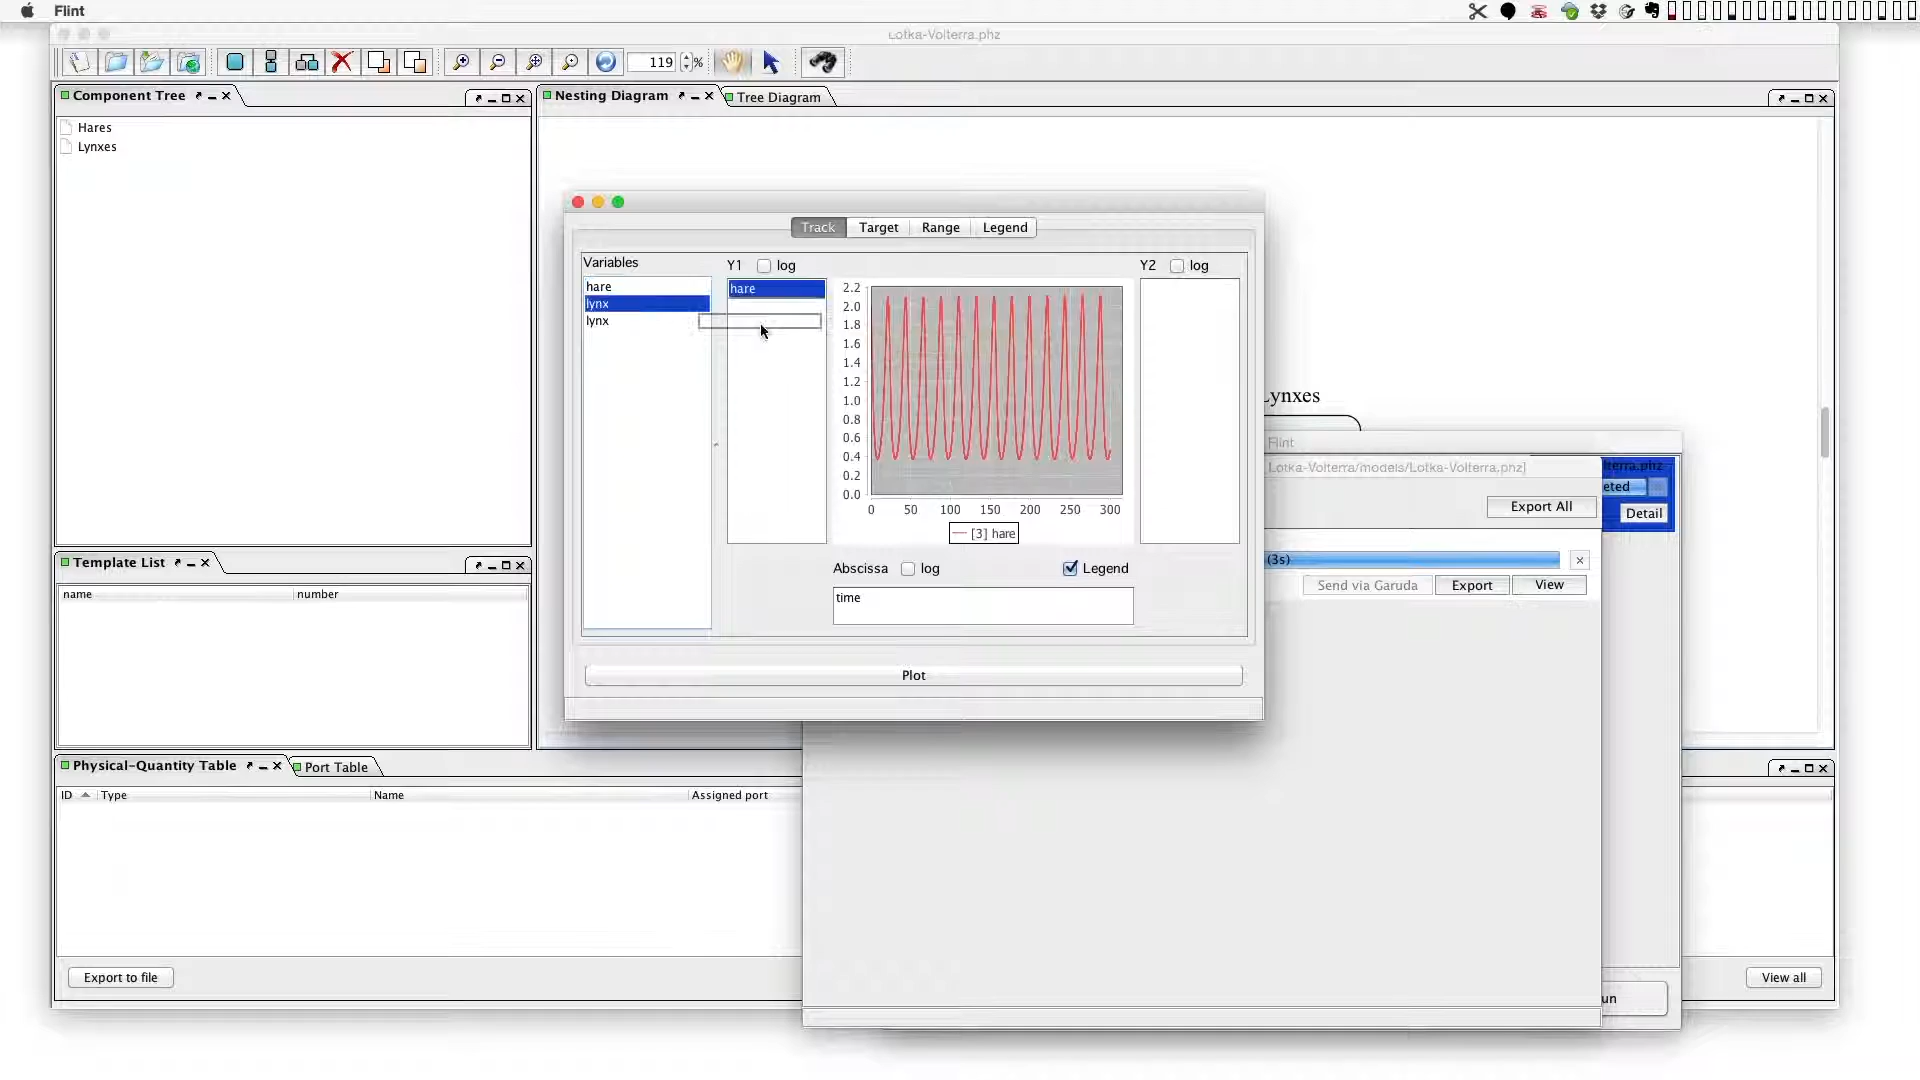 Flint
Lotka-Volterra.phz
119 %
Component Tree
Nesting Diagram
Tree Diagram
Hares
Lynxes
Track
Target
Range
Legend
Variables
Y1
log
Y2
log
hare
lynx
lynx
hare
2.2
2.0
1.8
1.6
1.4
1.2
1.0
0.8
0.6
0.4
0.2
0.0
0 50 100 150 200 250 300
[3] hare
Abscissa
log
Legend
time
Plot
Lynxes
Flint
Lotka-Volterra/models/Lotka-Volterra.phz]
lterra.phz
eted
Export All
Detail
(3s)
Send via Garuda
Export
View
un
Template List
name number
Physical-Quantity Table
Port Table
ID Type Name Assigned port
Export to file
View all